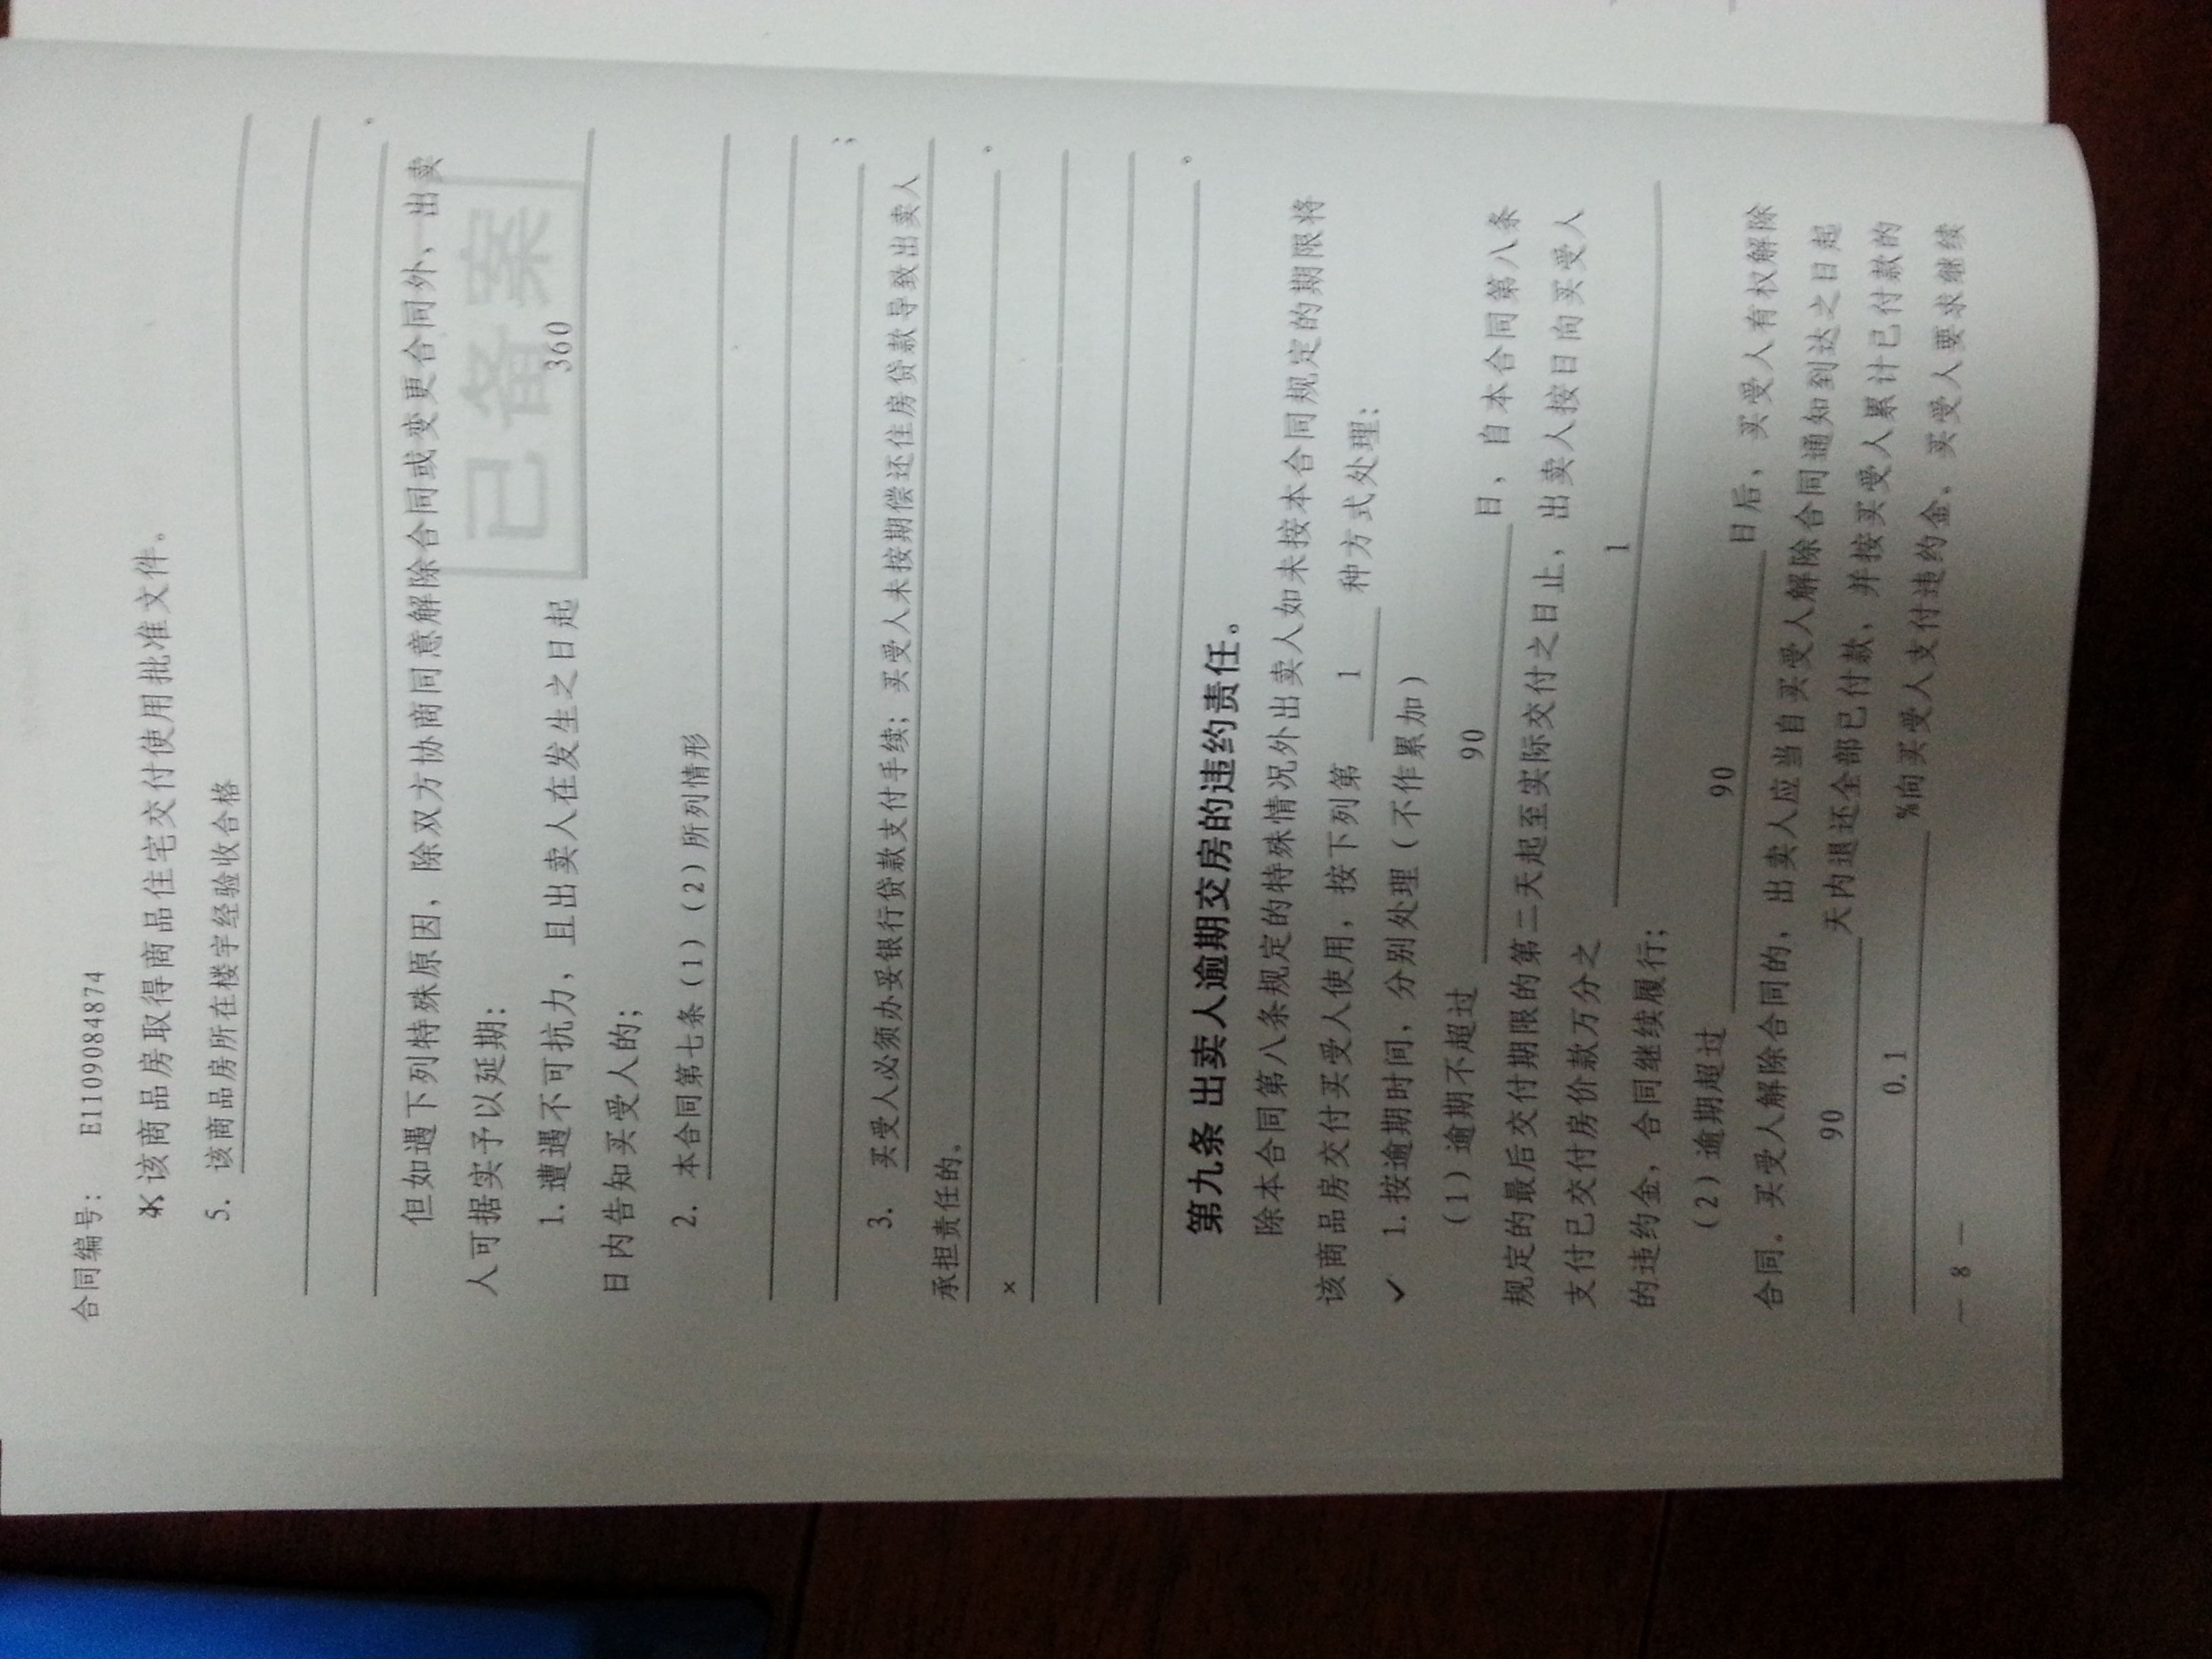 合同编号： E1109084874
4.该商品房取得商品住宅交付使用批准文件。
5. 该商品房所在楼宇经验收合格
。
但如遇下列特殊原因，除双方协商同意解除合同或变更合同外，出卖
人可据实予以延期：
1.遭遇不可抗力，且出卖人在发生之日起 360
已备案
日内告知买受人的；
2. 本合同第七条（1）（2）所列情形
；
3. 买受人必须办妥银行贷款支付手续；买受人未按期偿还住房贷款导致出卖人
承担责任的。
。
×
。
第九条 出卖人逾期交房的违约责任。
除本合同第八条规定的特殊情况外出卖人如未按本合同规定的期限将
该商品房交付买受人使用，按下列第 1 种方式处理：
✓ 1.按逾期时间，分别处理（不作累加）
（1）逾期不超过 90 日，自本合同第八条
规定的最后交付期限的第二天起至实际交付之日止，出卖人按日向买受人
支付已交付房价款万分之 1
的违约金，合同继续履行；
（2）逾期超过 90 日后，买受人有权解除
合同。买受人解除合同的，出卖人应当自买受人解除合同通知到达之日起
90 天内退还全部已付款，并按买受人累计已付款的
0.1 %向买受人支付违约金。买受人要求继续
— 8 —